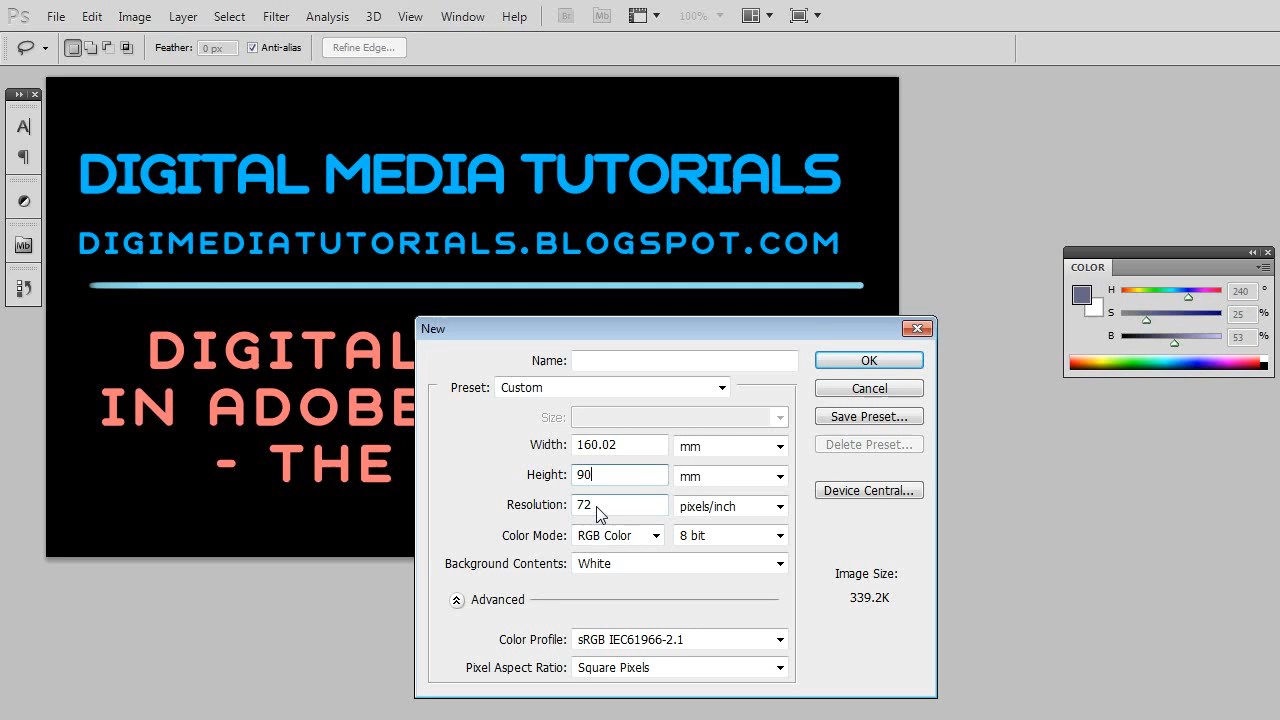 Ps File Edit Image Layer Select Filter Analysis 3D View Window Help Br Mb 100%
Feather: 0 px Anti-alias Refine Edge...
DIGITAL MEDIA TUTORIALS
DIGIMEDIATUTORIALS.BLOGSPOT.COM
DIGITAL
IN ADOBE
- THE
A
Mb
New
Name: OK
Preset: Custom Cancel
Size: Save Preset...
Width: 160.02 mm Delete Preset...
Height: 90 mm
Resolution: 72 pixels/inch Device Central...
Color Mode: RGB Color 8 bit
Background Contents: White
Image Size:
339.2K
Advanced
Color Profile: sRGB IEC61966-2.1
Pixel Aspect Ratio: Square Pixels
COLOR
H 240 °
S 25 %
B 53 %